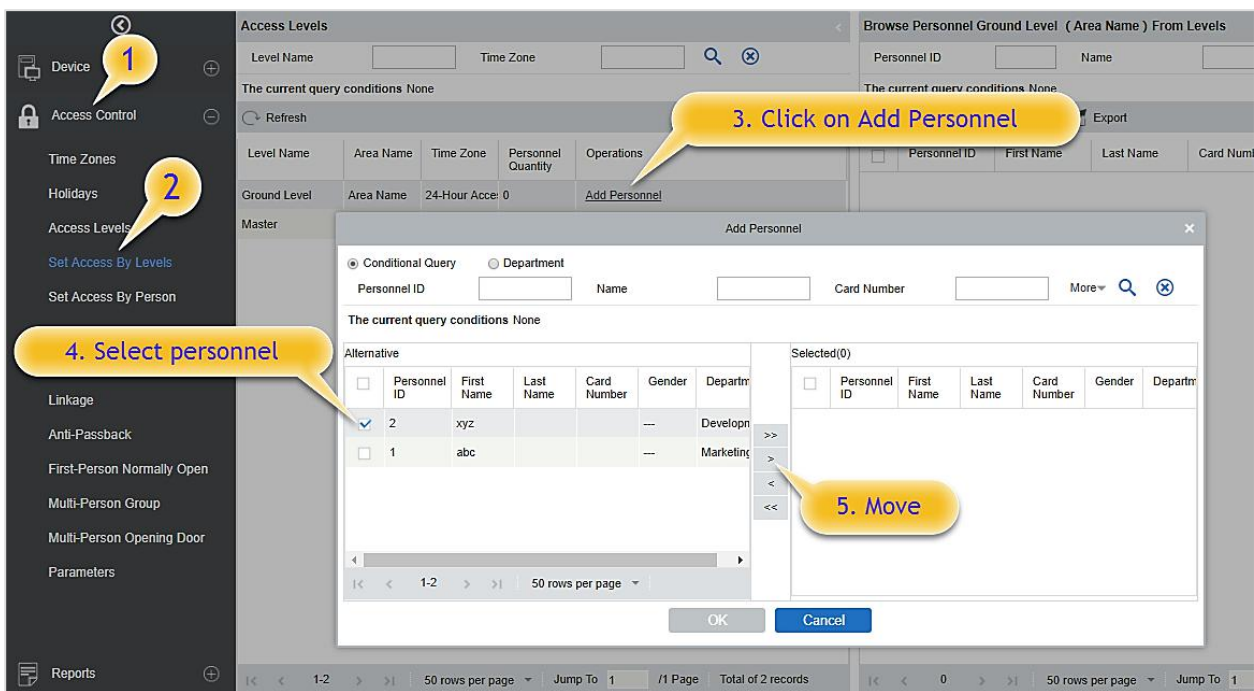 Access Levels
Browse Personnel Ground Level ( Area Name ) From Levels
1
Device
Level Name Time Zone
Personnel ID Name
The current query conditions None
The current query conditions None
Access Control
Refresh
3. Click on Add Personnel
Export
Level Name Area Name Time Zone Personnel Quantity Operations
Personnel ID First Name Last Name Card Numb
Time Zones
Holidays
2
Ground Level Area Name 24-Hour Acce 0 Add Personnel
Access Levels
Master
Add Personnel
Set Access By Levels
Conditional Query Department
Set Access By Person
Personnel ID Name Card Number More
The current query conditions None
4. Select personnel
Alternative
Selected(0)
Personnel ID First Name Last Name Card Number Gender Departm
Personnel ID First Name Last Name Card Number Gender Departm
Linkage
2 xyz --- Developn
Anti-Passback
>>
1 abc --- Marketing
>
First-Person Normally Open
<
Multi-Person Group
<<
5. Move
Multi-Person Opening Door
Parameters
|< < 1-2 > >| 50 rows per page
OK Cancel
Reports
|< < 1-2 > >| 50 rows per page Jump To 1 /1 Page Total of 2 records
|< < 0 > >| 50 rows per page Jump To 1